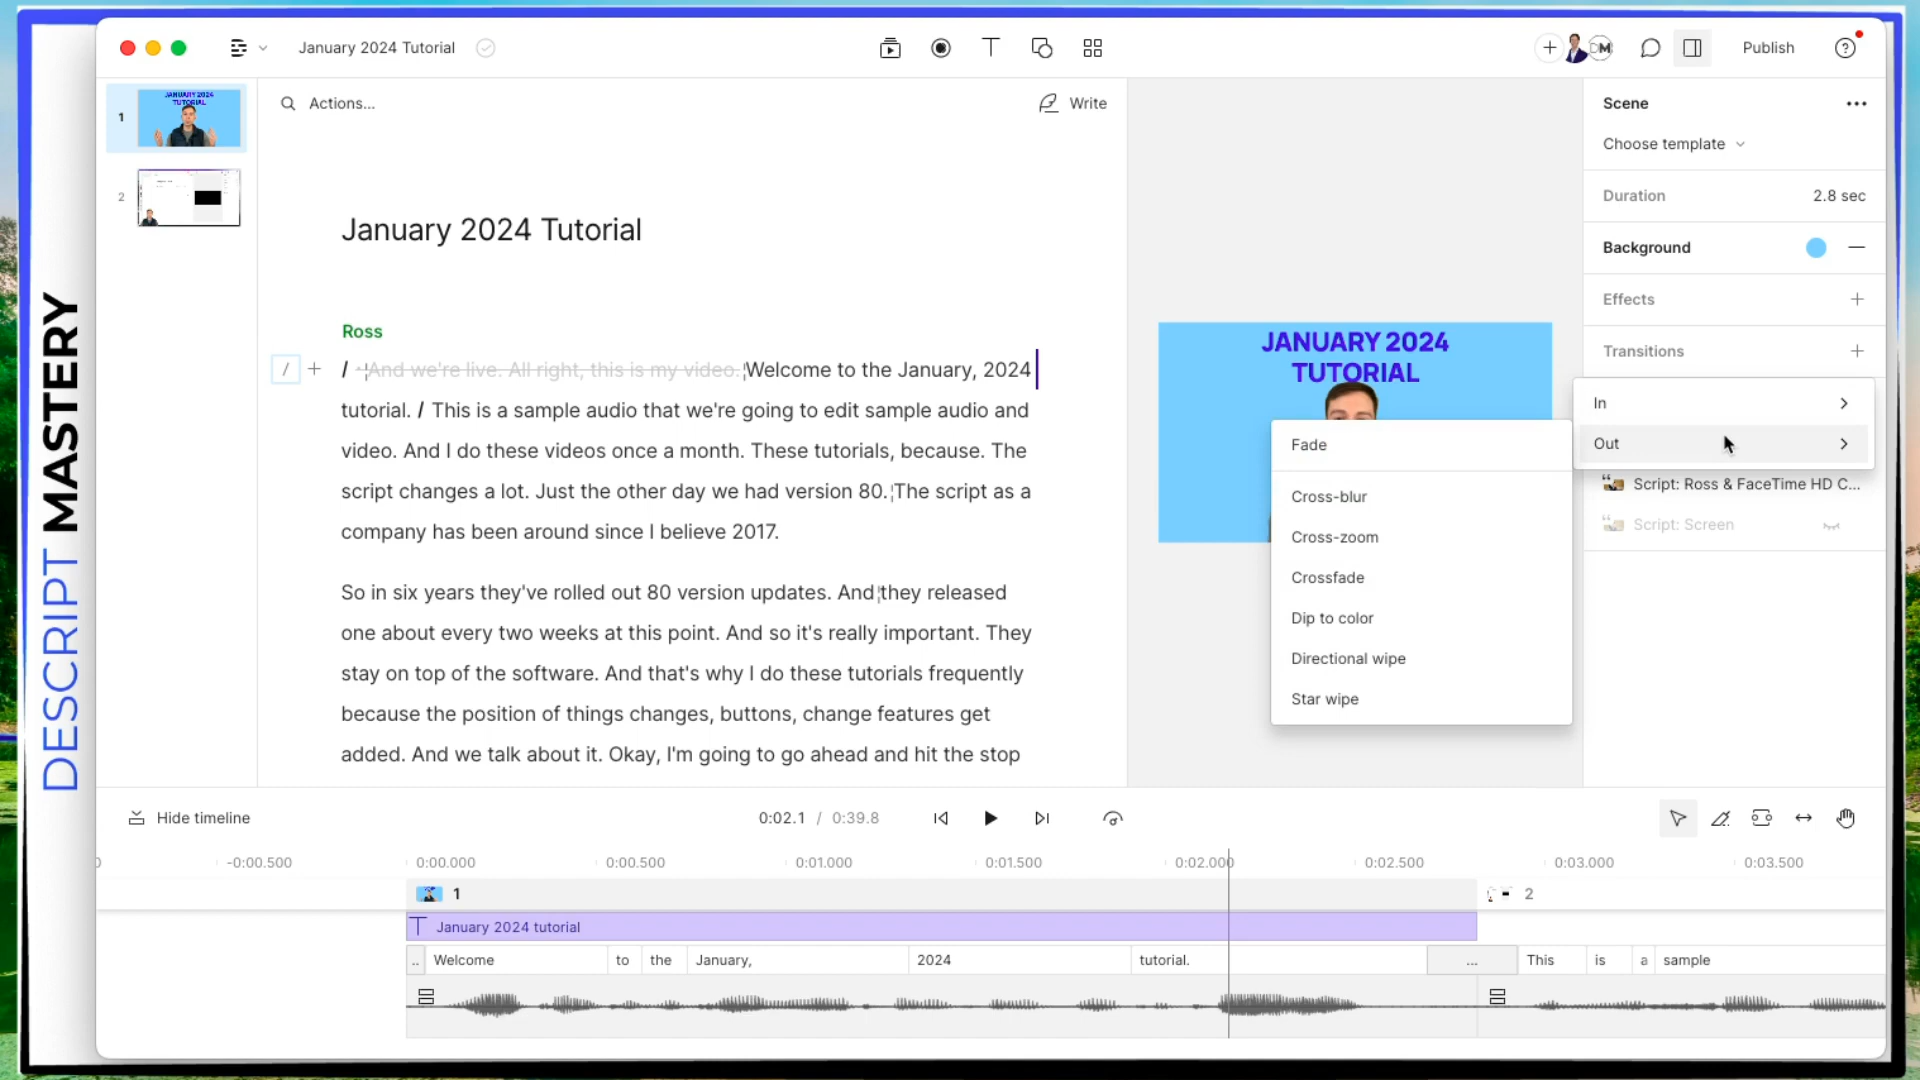 DESCRIPT MASTERY
January 2024 Tutorial
DM
Publish
1
JANUARY 2024
TUTORIAL
2
Actions...
Write
January 2024 Tutorial
Ross
/
/ And we're live. All right, this is my video. Welcome to the January, 2024
tutorial. / This is a sample audio that we're going to edit sample audio and
video. And I do these videos once a month. These tutorials, because. The
script changes a lot. Just the other day we had version 80. The script as a
company has been around since I believe 2017.
So in six years they've rolled out 80 version updates. And they released
one about every two weeks at this point. And so it's really important. They
stay on top of the software. And that's why I do these tutorials frequently
because the position of things changes, buttons, change features get
added. And we talk about it. Okay, I'm going to go ahead and hit the stop
JANUARY 2024
TUTORIAL
Scene
Choose template
Duration 2.8 sec
Background
Effects
Transitions
In
Out
Script: Ross & FaceTime HD C...
Script: Screen
Fade
Cross-blur
Cross-zoom
Crossfade
Dip to color
Directional wipe
Star wipe
Hide timeline
0:02.1 / 0:39.8
-0:00.500 0:00.000 0:00.500 0:01.000 0:01.500 0:02.000 0:02.500 0:03.000 0:03.500
1 2
January 2024 tutorial
.. Welcome to the January, 2024 tutorial. ... This is a sample